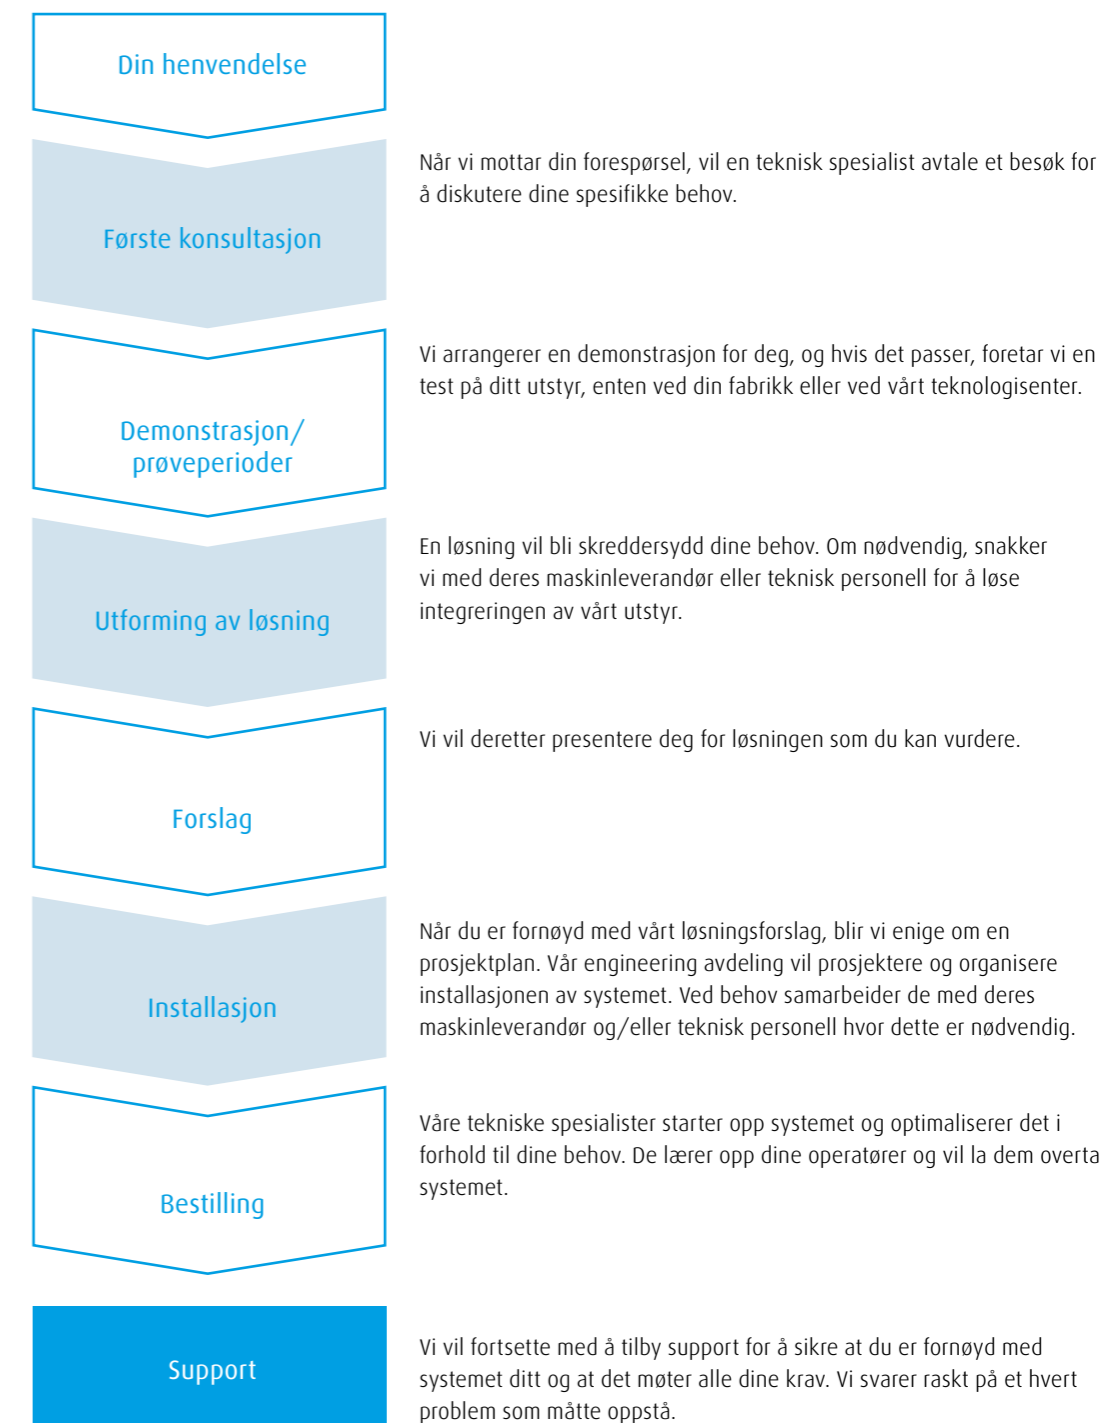 Din henvendelse
Når vi mottar din forespørsel, vil en teknisk spesialist avtale et besøk for
å diskutere dine spesifikke behov.
Første konsultasjon
Vi arrangerer en demonstrasjon for deg, og hvis det passer, foretar vi en
test på ditt utstyr, enten ved din fabrikk eller ved vårt teknologisenter.
Demonstrasjon/
prøveperioder
En løsning vil bli skreddersydd dine behov. Om nødvendig, snakker
vi med deres maskinleverandør eller teknisk personell for å løse
integreringen av vårt utstyr.
Utforming av løsning
Vi vil deretter presentere deg for løsningen som du kan vurdere.
Forslag
Når du er fornøyd med vårt løsningsforslag, blir vi enige om en
prosjektplan. Vår engineering avdeling vil prosjektere og organisere
installasjonen av systemet. Ved behov samarbeider de med deres
maskinleverandør og/eller teknisk personell hvor dette er nødvendig.
Installasjon
Våre tekniske spesialister starter opp systemet og optimaliserer det i
forhold til dine behov. De lærer opp dine operatører og vil la dem overta
systemet.
Bestilling
Vi vil fortsette med å tilby support for å sikre at du er fornøyd med
systemet ditt og at det møter alle dine krav. Vi svarer raskt på et hvert
problem som måtte oppstå.
Support